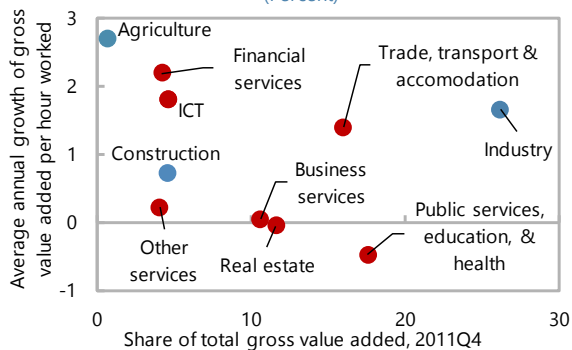 (Percent)
Average annual growth of gross
value added per hour worked
3
2
1
0
-1
Agriculture
Financial
services
ICT
Trade, transport &
accomodation
Industry
Construction
Business
services
Other
services
Real estate
Public services,
education, &
health
0
10
20
30
Share of total gross value added, 2011Q4